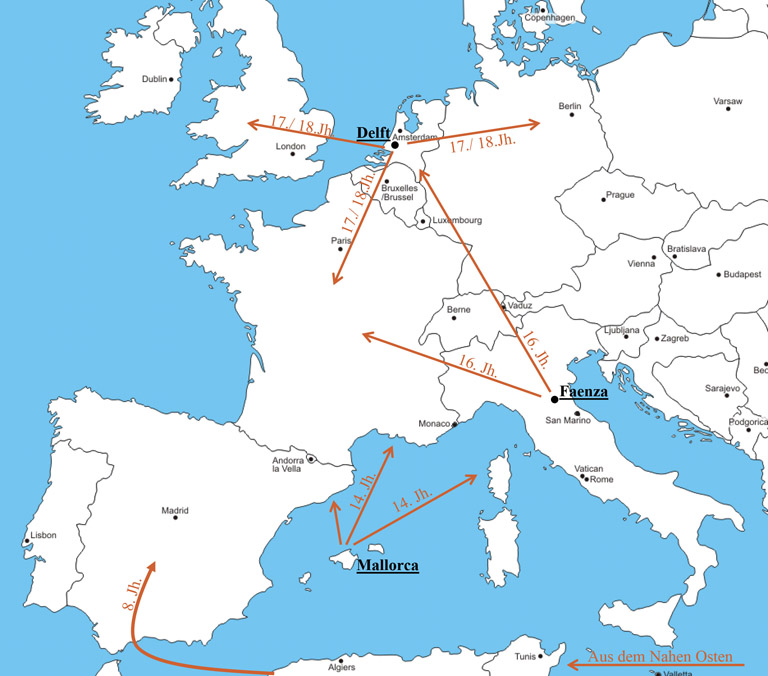 Copenhagen
Dublin
Berlin
Warsaw
Delft
Amsterdam
17./ 18.Jh.
17./ 18.Jh.
London
17./ 18.Jh.
Bruxelles
/Brussel
Prague
Luxembourg
Paris
Bratislava
Vienna
Budapest
Vaduz
Berne
Ljubljana
Zagreb
16. Jh.
16. Jh.
Faenza
Sarajevo
San Marino
Monaco
Podgorica
Andorra
la Vella
Vatican
Rome
14. Jh.
14. Jh.
Madrid
Lisbon
Mallorca
8. Jh.
Aus dem Nahen Osten
Tunis
Algiers
Valletta